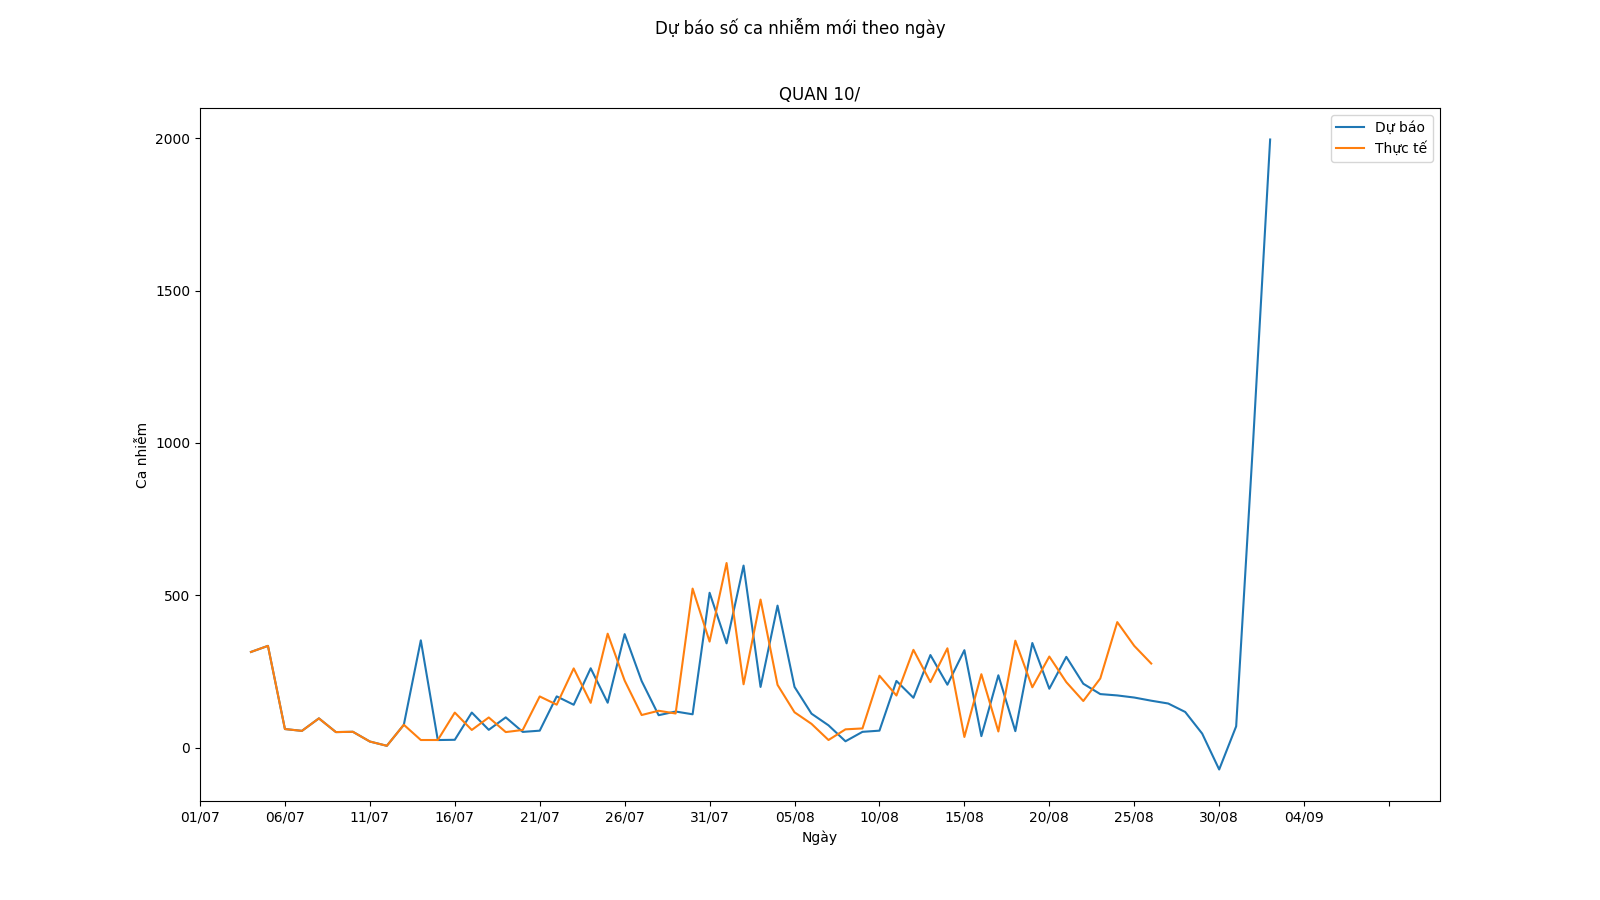 Dự báo số ca nhiễm mới theo ngày
QUAN 10/
Dự báo
Thực tế
2000
1500
1000
500
0
Ca nhiễm
01/07 06/07 11/07 16/07 21/07 26/07 31/07 05/08 10/08 15/08 20/08 25/08 30/08 04/09
Ngày